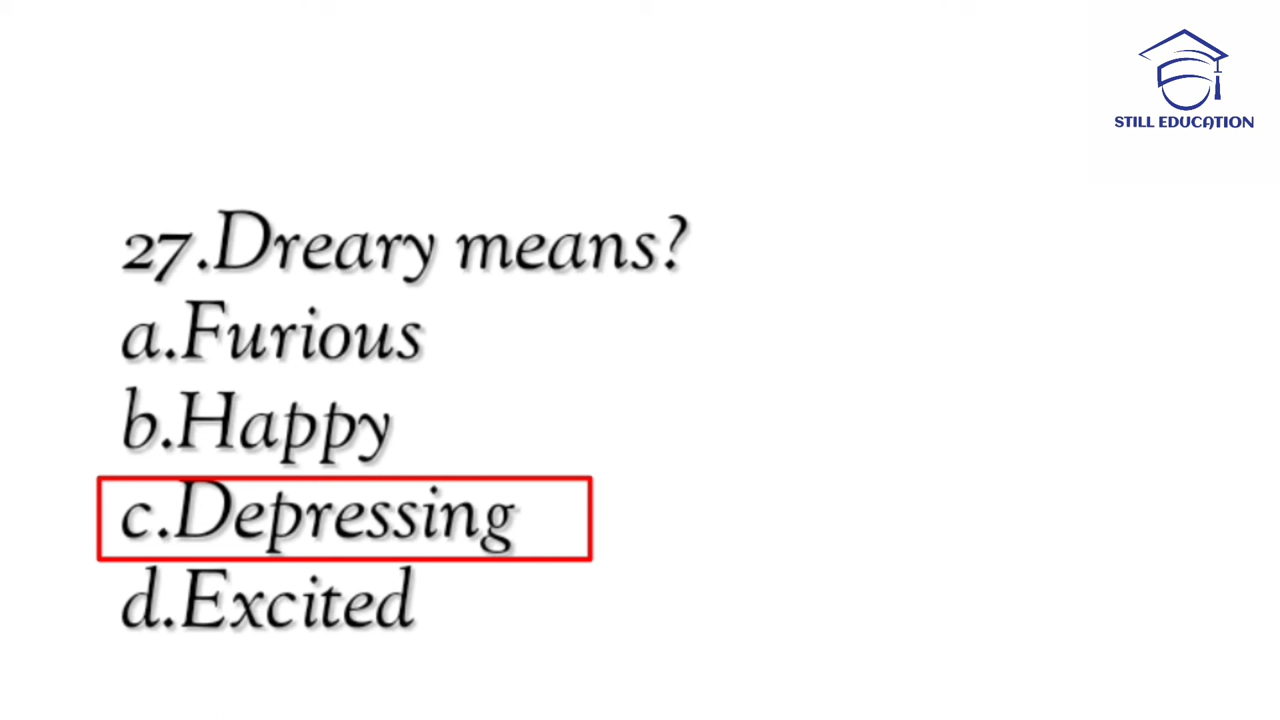 STILL EDUCATION
27.Dreary means?
a.Furious
b.Happy
c.Depressing
d.Excited